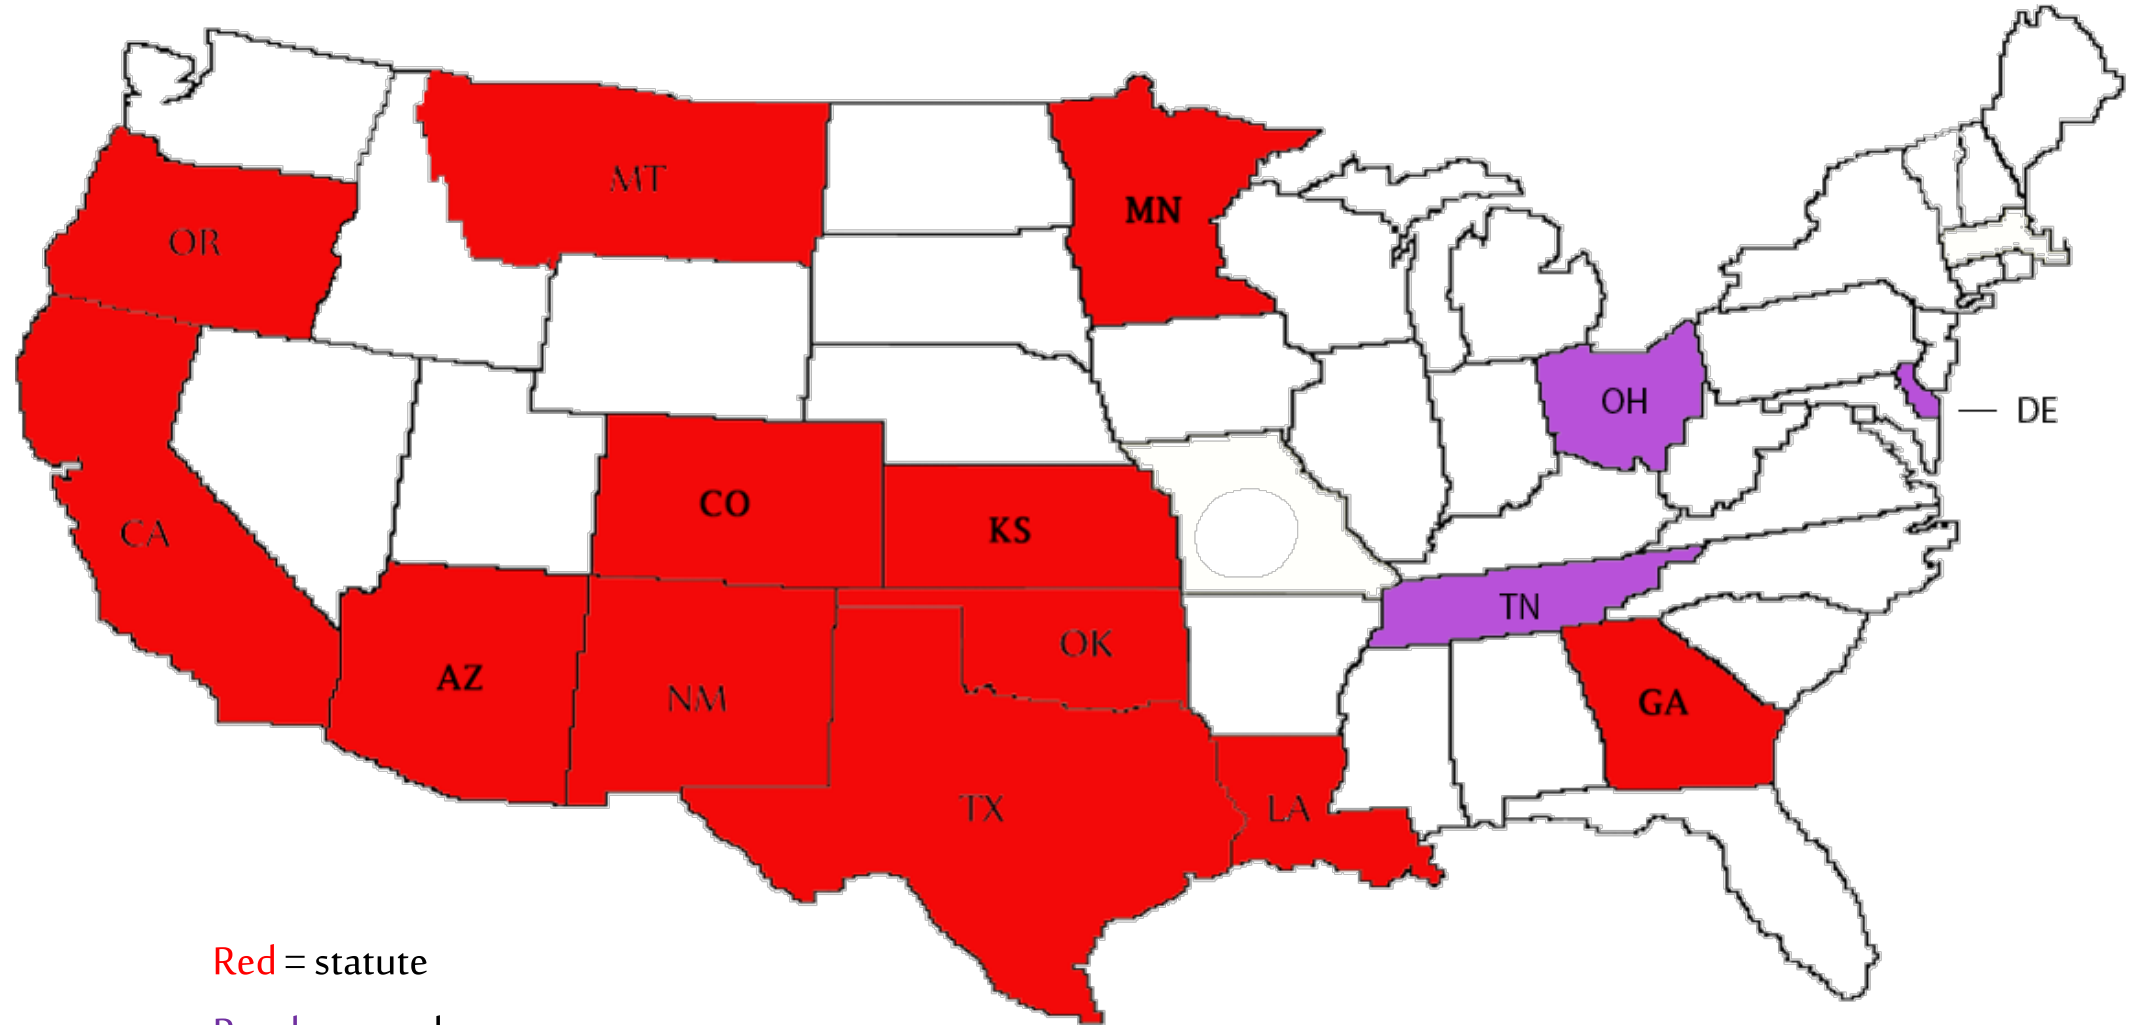 MT
MN
OR
OH
DE
CO
KS
CA
TN
OK
AZ
NM
GA
TX
LA
Red = statute